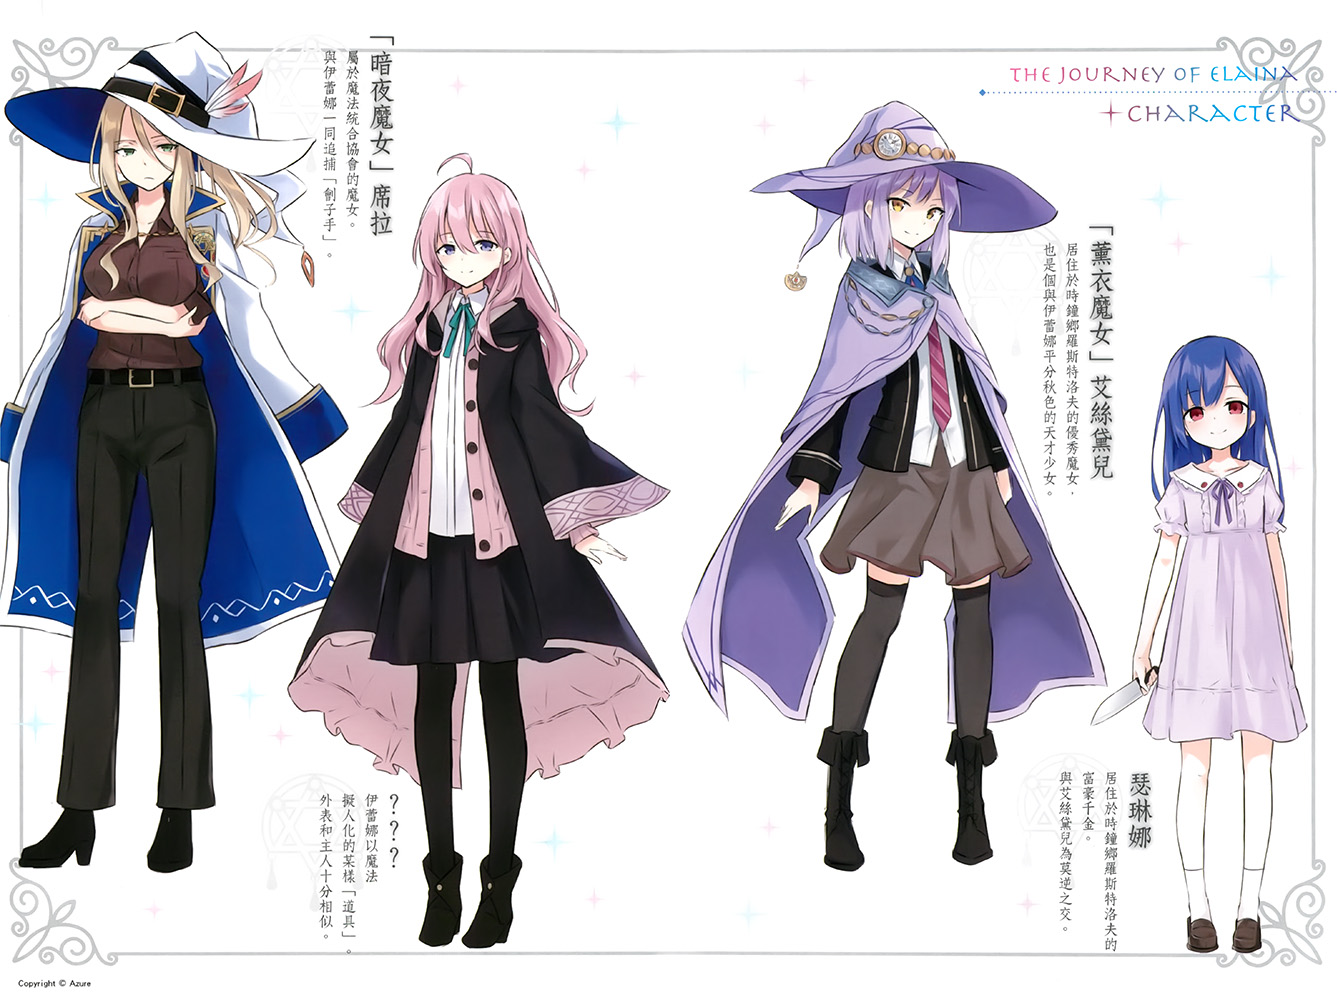 THE JOURNEY OF ELAINA
CHARACTER
「暗夜魔女」席拉
屬於魔法統合協會的魔女。
與伊蕾娜一同追捕「劊子手」。
？？？
伊蕾娜以魔法
擬人化的某樣「道具」。
外表和主人十分相似。
「薰衣魔女」艾絲黛兒
居住於時鐘鄉羅斯特洛夫的優秀魔女，
也是個與伊蕾娜平分秋色的天才少女。
瑟琳娜
居住於時鐘鄉羅斯特洛夫的
富豪千金。
與艾絲黛兒為莫逆之交。
Copyright © Azure